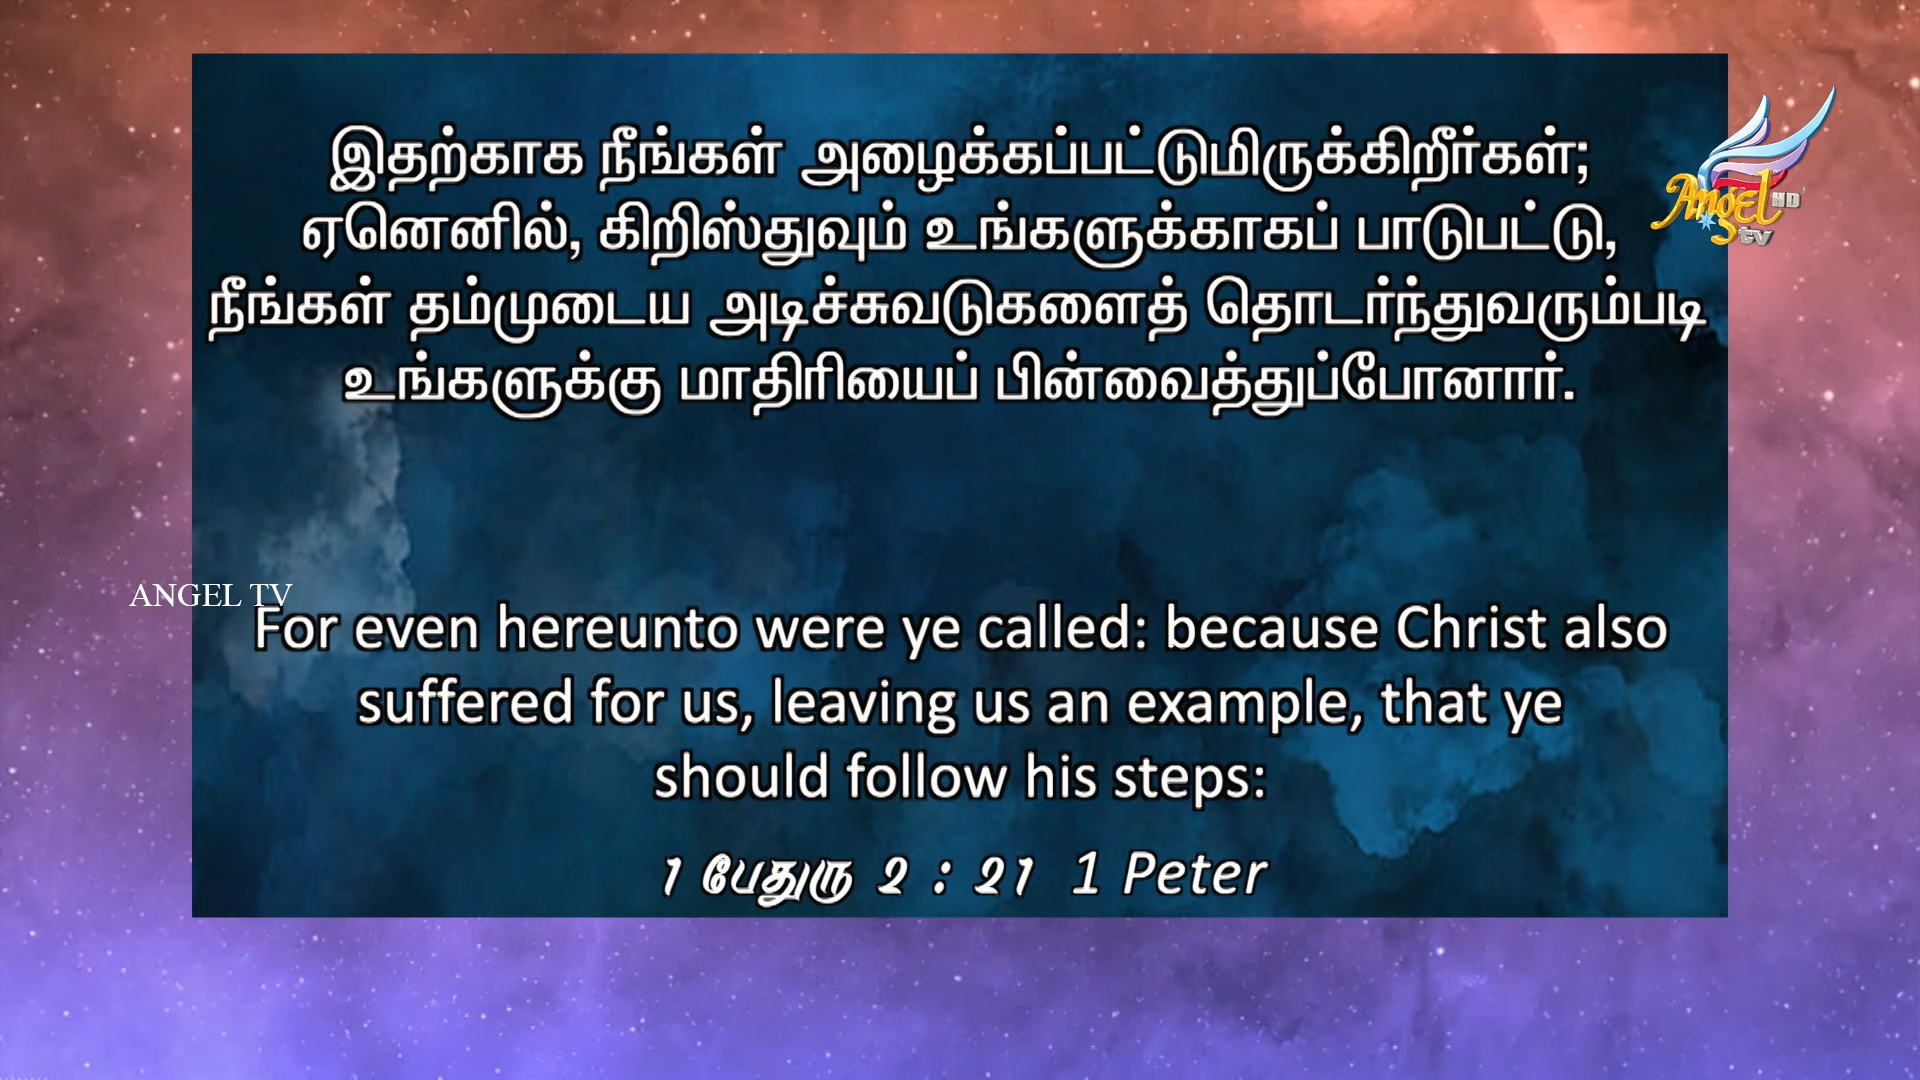 இதற்காக நீங்கள் அழைக்கப்பட்டுமிருக்கிறீர்கள்;
ஏனெனில், கிறிஸ்துவும் உங்களுக்காகப் பாடுபட்டு,
நீங்கள் தம்முடைய அடிச்சுவடுகளைத் தொடர்ந்துவரும்படி
உங்களுக்கு மாதிரியைப் பின்வைத்துப்போனார்.
Angel HD
tv
ANGEL TV
For even hereunto were ye called: because Christ also
suffered for us, leaving us an example, that ye
should follow his steps:
1 பேதுரு 2 : 21 1 Peter